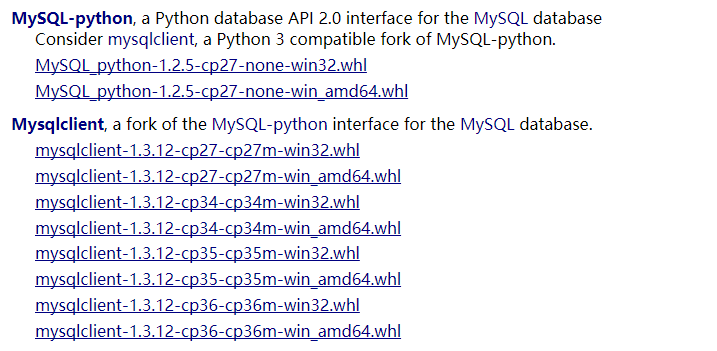 MySQL-python, a Python database API 2.0 interface for the MySQL database
Consider mysqlclient, a Python 3 compatible fork of MySQL-python.
MySQL_python-1.2.5-cp27-none-win32.whl
MySQL_python-1.2.5-cp27-none-win_amd64.whl
Mysqlclient, a fork of the MySQL-python interface for the MySQL database.
mysqlclient-1.3.12-cp27-cp27m-win32.whl
mysqlclient-1.3.12-cp27-cp27m-win_amd64.whl
mysqlclient-1.3.12-cp34-cp34m-win32.whl
mysqlclient-1.3.12-cp34-cp34m-win_amd64.whl
mysqlclient-1.3.12-cp35-cp35m-win32.whl
mysqlclient-1.3.12-cp35-cp35m-win_amd64.whl
mysqlclient-1.3.12-cp36-cp36m-win32.whl
mysqlclient-1.3.12-cp36-cp36m-win_amd64.whl